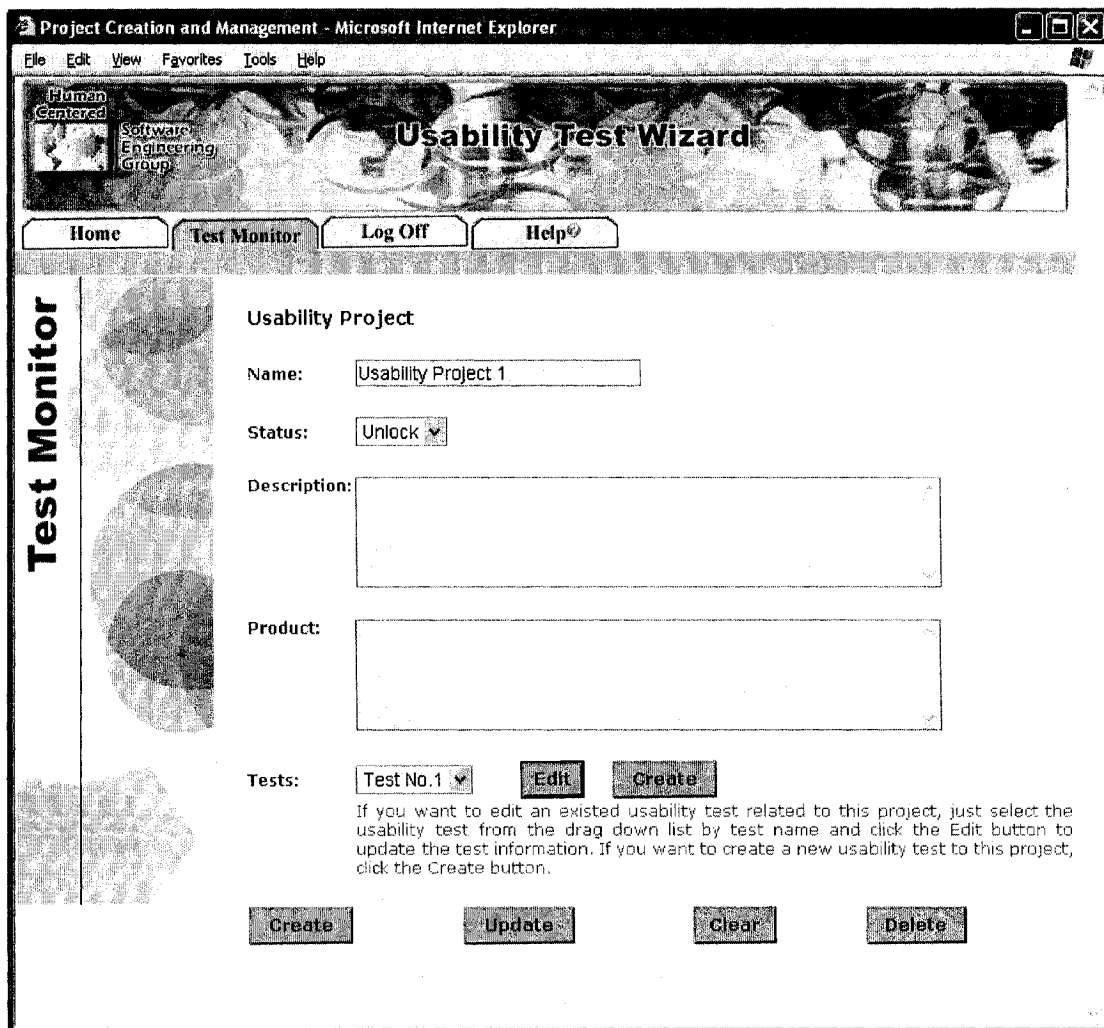 Project Creation and Management - Microsoft Internet Explorer
File Edit View Favorites Tools Help
Human
Centered
Software
Engineering
Group
Usability Test Wizard
Home Test Monitor Log Off Help
Test Monitor
Usability Project
Name: Usability Project 1
Status: Unlock
Description:
Product:
Tests: Test No.1 Edit Create
If you want to edit an existed usability test related to this project, just select the
usability test from the drag down list by test name and click the Edit button to
update the test information. If you want to create a new usability test to this project,
click the Create button.
Create Update Clear Delete